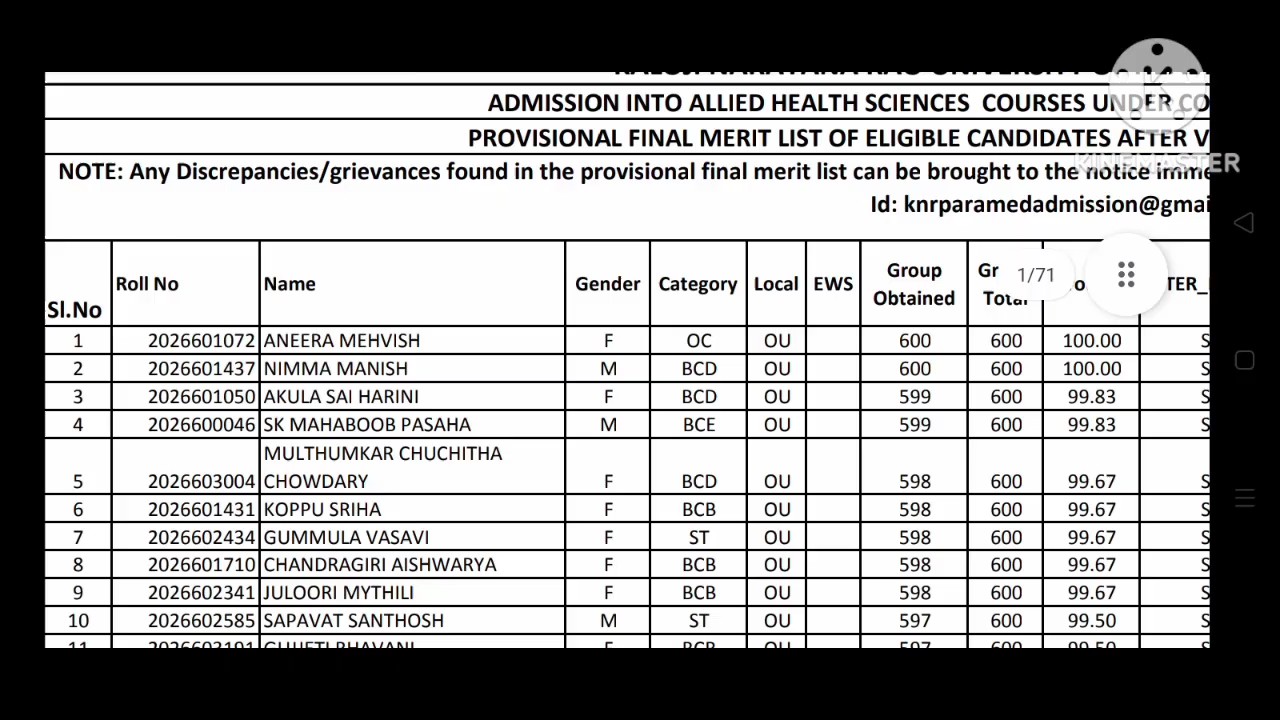 ADMISSION INTO ALLIED HEALTH SCIENCES COURSES UNDER CO
PROVISIONAL FINAL MERIT LIST OF ELIGIBLE CANDIDATES AFTER V
KINEMASTER
NOTE: Any Discrepancies/grievances found in the provisional final merit list can be brought to the notice imme
Id: knrparamedadmission@gmai
Sl.No Roll No Name Gender Category Local EWS Group Obtained Total
1/71
1 2026601072 ANEERA MEHVISH F OC OU 600 600 100.00 S
2 2026601437 NIMMA MANISH M BCD OU 600 600 100.00 S
3 2026601050 AKULA SAI HARINI F BCD OU 599 600 99.83 S
4 2026600046 SK MAHABOOB PASAHA M BCE OU 599 600 99.83 S
MULTHUMKAR CHUCHITHA
5 2026603004 CHOWDARY F BCD OU 598 600 99.67 S
6 2026601431 KOPPU SRIHA F BCB OU 598 600 99.67 S
7 2026602434 GUMMULA VASAVI F ST OU 598 600 99.67 S
8 2026601710 CHANDRAGIRI AISHWARYA F BCB OU 598 600 99.67 S
9 2026602341 JULOORI MYTHILI F BCB OU 598 600 99.67 S
10 2026602585 SAPAVAT SANTHOSH M ST OU 597 600 99.50 S